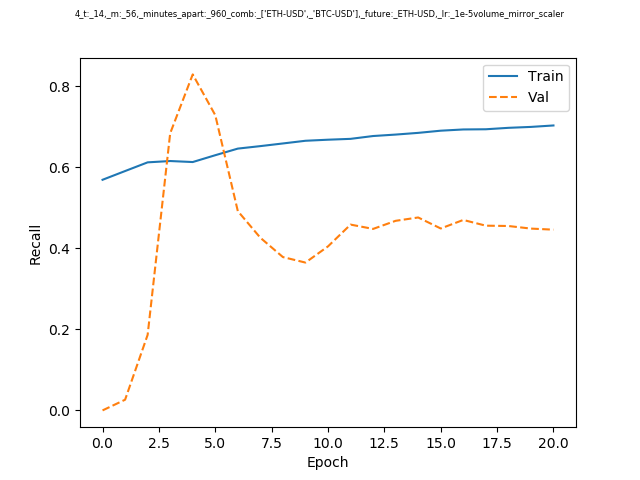 4_t:_14,_m:_56,_minutes_apart:_960_comb:_['ETH-USD',_'BTC-USD'],_future:_ETH-USD,_lr:_1e-5volume_mirror_scaler
Train
Val
0.8
0.6
0.4
0.2
0.0
Recall
0.0 2.5 5.0 7.5 10.0 12.5 15.0 17.5 20.0
Epoch